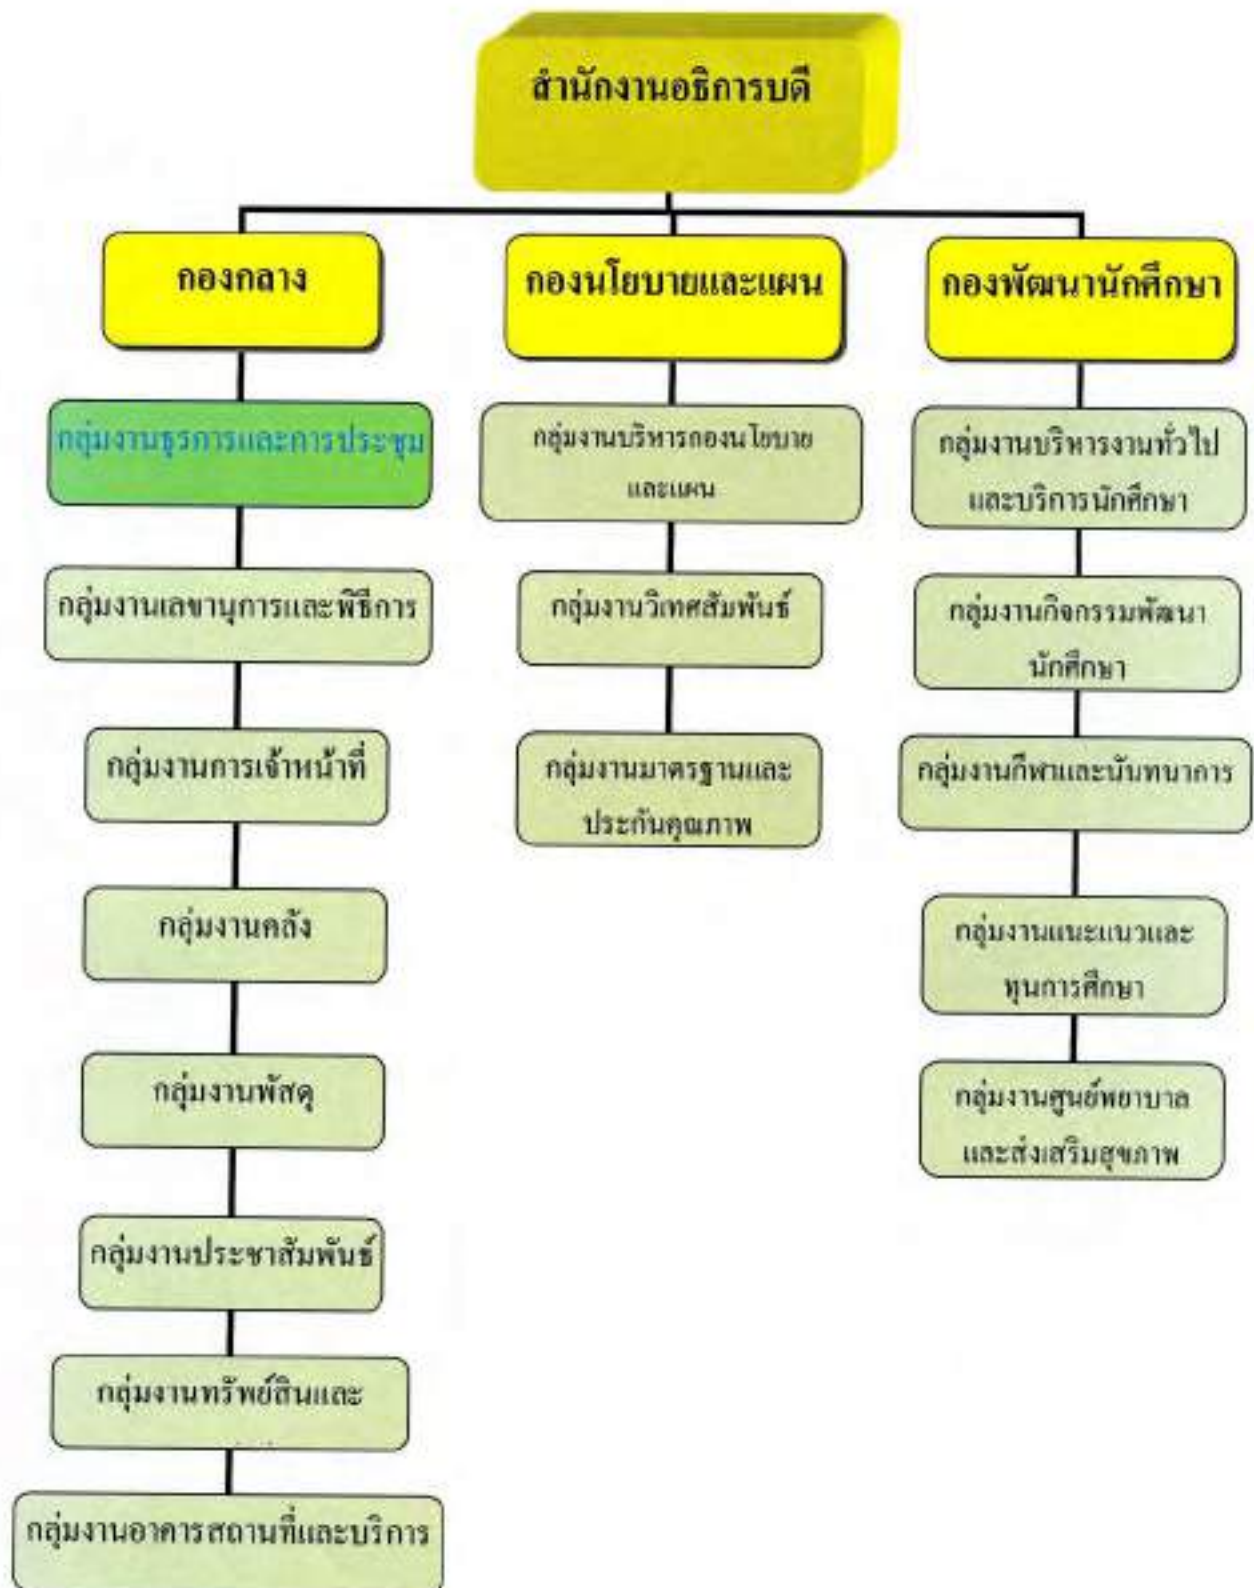 สำนักงานอธิการบดี
กองกลาง
กลุ่มงานธุรการและการประชุม
กลุ่มงานเลขานุการและพิธีการ
กลุ่มงานการเจ้าหน้าที่
กลุ่มงานคลัง
กลุ่มงานพัสดุ
กลุ่มงานประชาสัมพันธ์
กลุ่มงานทรัพย์สินและ
กลุ่มงานอาคารสถานที่และบริการ
กองนโยบายและแผน
กลุ่มงานบริหารกองนโยบาย
และแผน
กลุ่มงานวิเทศสัมพันธ์
กลุ่มงานมาตรฐานและ
ประกันคุณภาพ
กองพัฒนานักศึกษา
กลุ่มงานบริหารงานทั่วไป
และบริการนักศึกษา
กลุ่มงานกิจกรรมพัฒนา
นักศึกษา
กลุ่มงานกีฬาและนันทนาการ
กลุ่มงานแนะแนวและ
ทุนการศึกษา
กลุ่มงานศูนย์พยาบาล
และส่งเสริมสุขภาพ